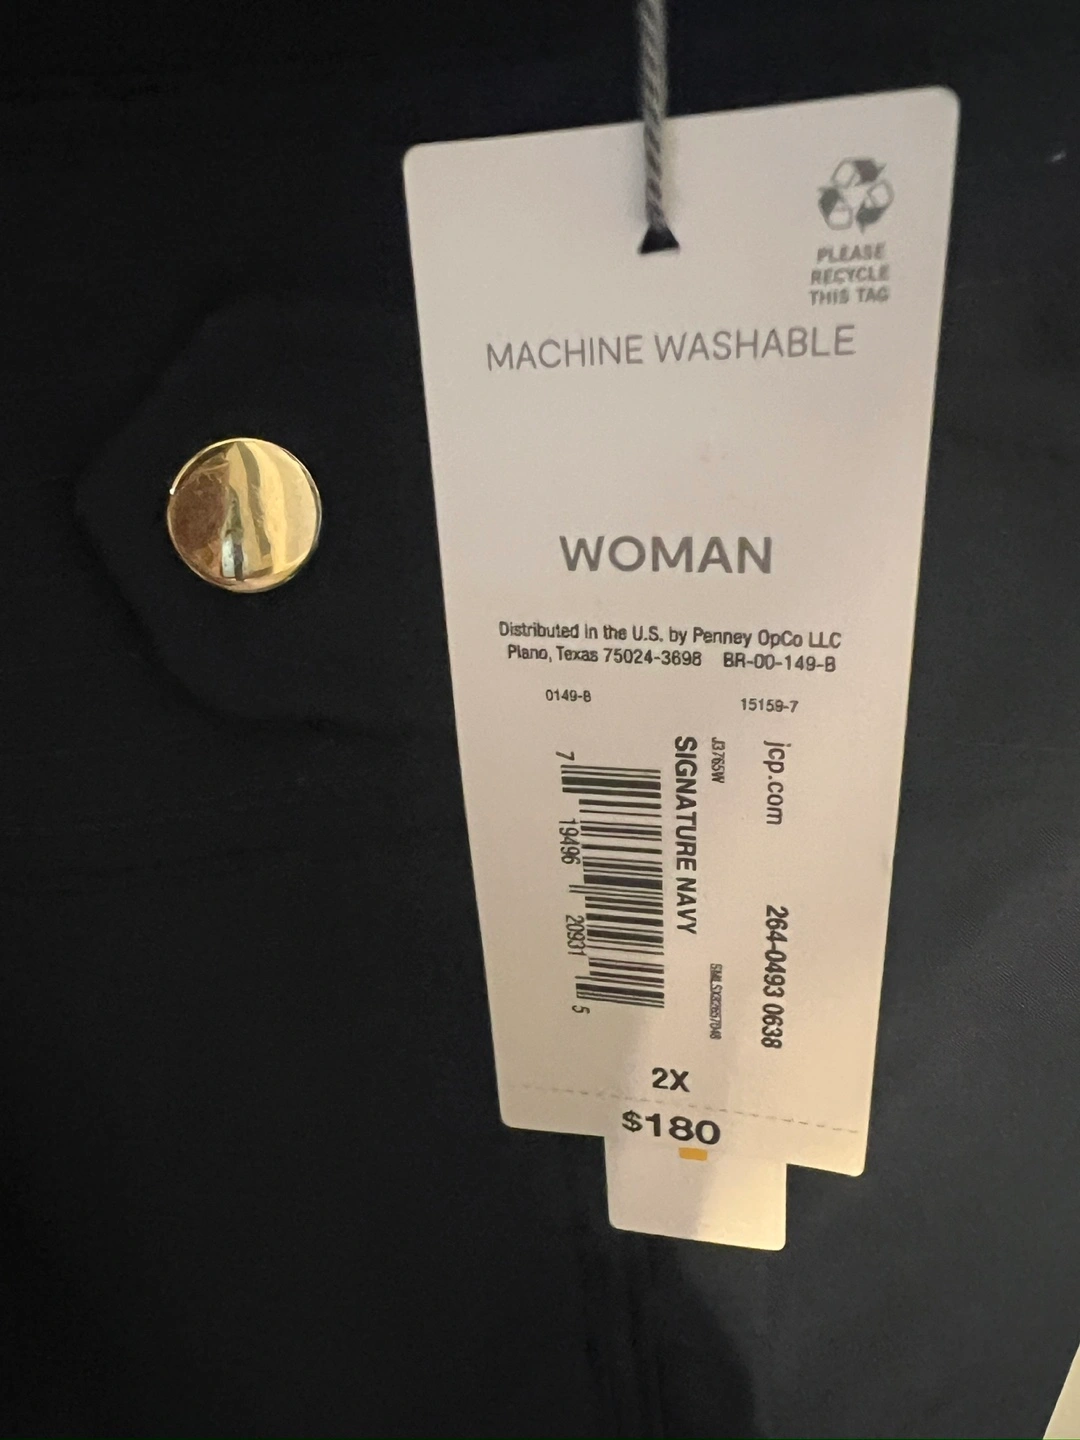 PLEASE
RECYCLE
THIS TAG
MACHINE WASHABLE
WOMAN
Distributed in the U.S. by Penney OpCo LLC
Plano, Texas 75024-3698 BR-00-149-B
0149-B 15159-7
jcp.com 264-0493 0638
J3765W
SIGNATURE NAVY
7 19496 20931 5
2X
$180